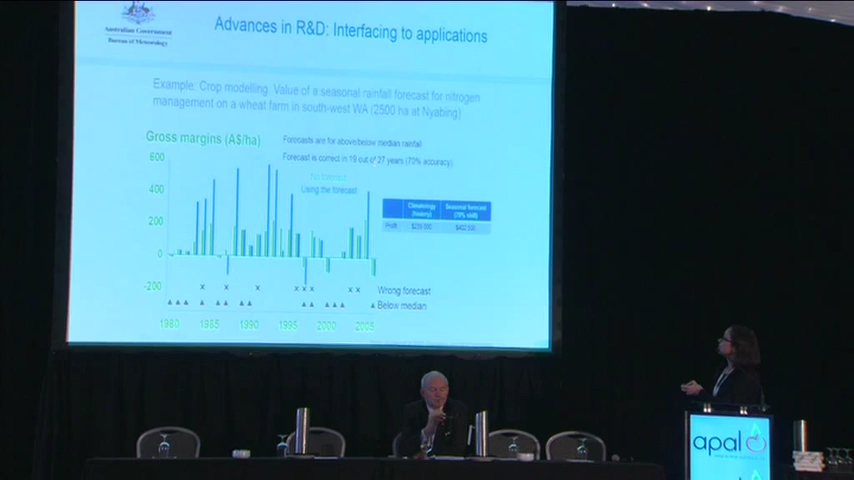 Australian Government
Bureau of Meteorology
Advances in R&D: Interfacing to applications
Example: Crop modelling. Value of a seasonal rainfall forecast for nitrogen
management on a wheat farm in south-west WA (2500 ha at Nyabing)
Gross margins (A$/ha)
Forecasts are for above/below median rainfall
Forecast is correct in 19 out of 27 years (70% accuracy)
No forecast
Using the forecast
600
400
200
0
-200
Climatology
(history)
Seasonal forecast
(70% skill)
Profit
Wrong forecast
Below median
1980 1985 1990 1995 2000 2005
apal